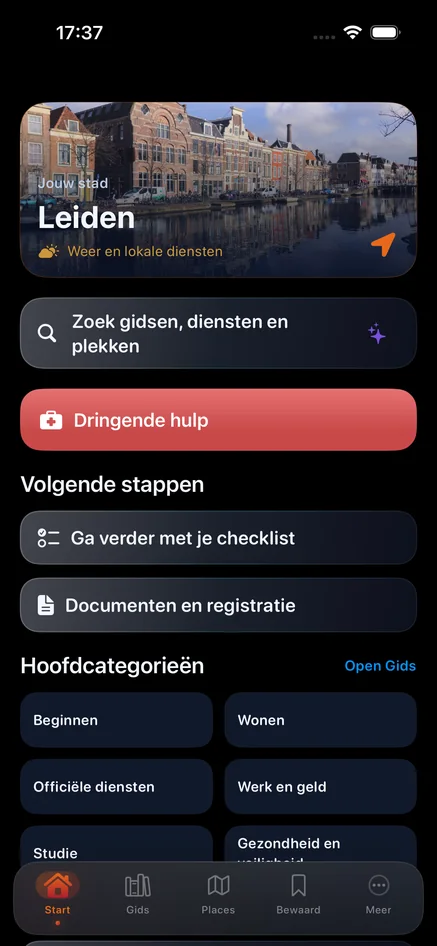 17:37
Jouw stad
Leiden
Weer en lokale diensten
Zoek gidsen, diensten en
plekken
Dringende hulp
Volgende stappen
Ga verder met je checklist
Documenten en registratie
Hoofdcategorieën
Open Gids
Beginnen
Wonen
Officiële diensten
Werk en geld
Studie
Gezondheid en
veiligheid
Start
Gids
Places
Bewaard
Meer